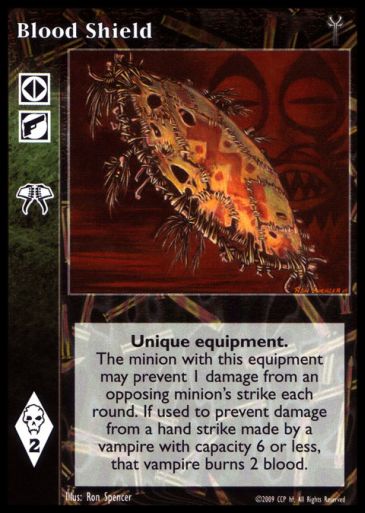 Blood Shield
RON SPENCER
Unique equipment.
The minion with this equipment
may prevent 1 damage from an
opposing minion's strike each
round. If used to prevent damage
from a hand strike made by a
vampire with capacity 6 or less,
that vampire burns 2 blood.
2
Illus: Ron Spencer
©2009 CCP hf. All Rights Reserved